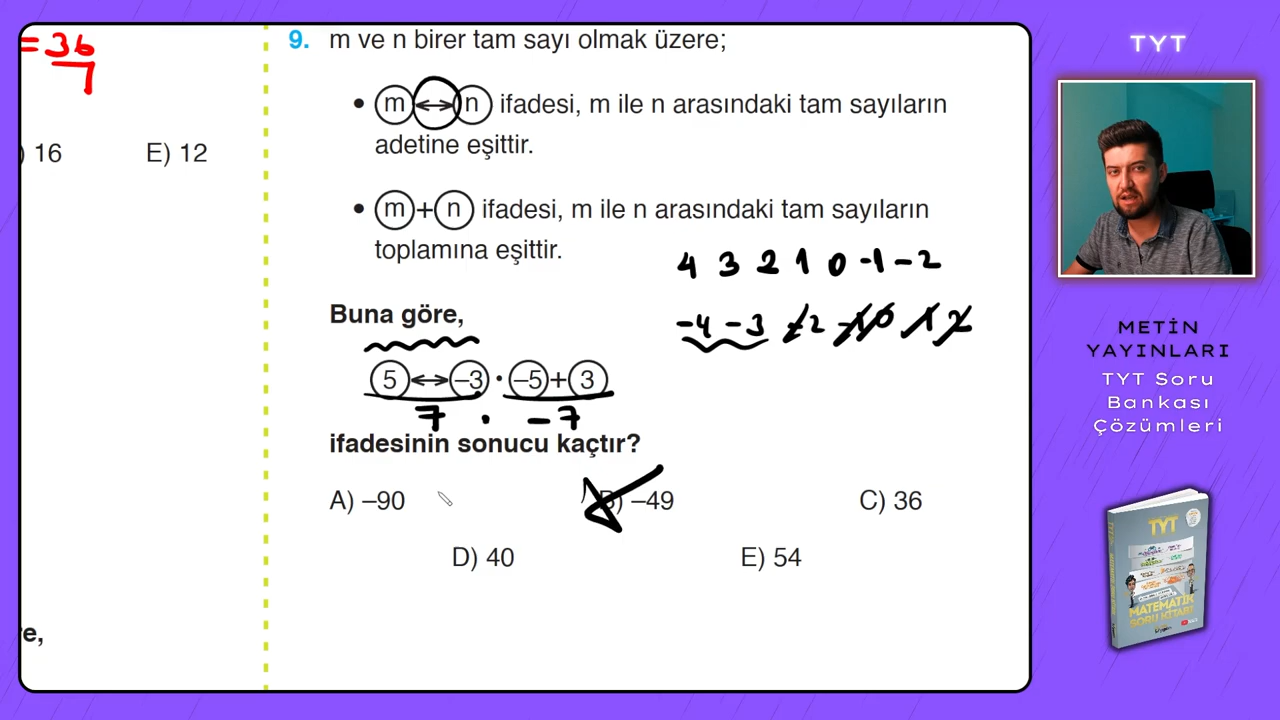 = 36
7
) 16 E) 12
e,
9. m ve n birer tam sayı olmak üzere;
• m ↔ n ifadesi, m ile n arasındaki tam sayıların
adetine eşittir.
• m + n ifadesi, m ile n arasındaki tam sayıların
toplamına eşittir.
4 3 2 1 0 -1 -2
Buna göre,
-4 -3 -2 -1 0 1 2
5 ↔ –3 · –5 + 3
7 . -7
ifadesinin sonucu kaçtır?
A) –90 B) –49 C) 36
D) 40 E) 54
TYT
METİN
YAYINLARI
TYT Soru
Bankası
Çözümleri
TYT
MATEMATİK
SORU KİTABI